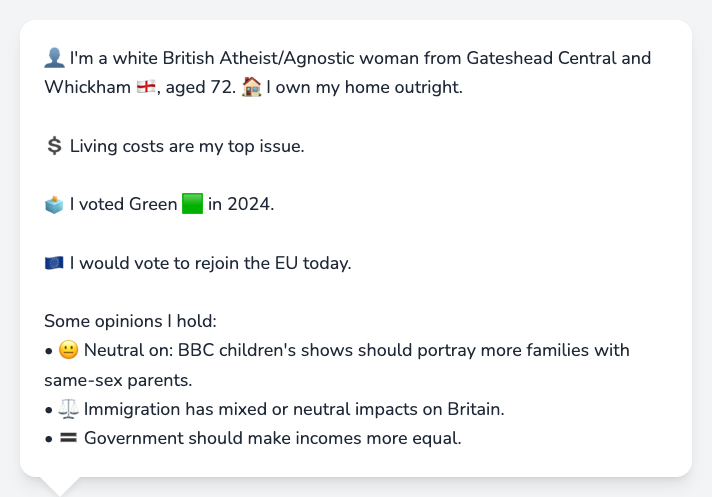 👤 I'm a white British Atheist/Agnostic woman from Gateshead Central and
Whickham 🏴󠁧󠁢󠁥󠁮󠁧󠁿, aged 72. 🏠 I own my home outright.
💲 Living costs are my top issue.
🗳️ I voted Green 🟩 in 2024.
🇪🇺 I would vote to rejoin the EU today.
Some opinions I hold:
• 😐 Neutral on: BBC children's shows should portray more families with
same-sex parents.
• ⚖️ Immigration has mixed or neutral impacts on Britain.
• 🟰 Government should make incomes more equal.